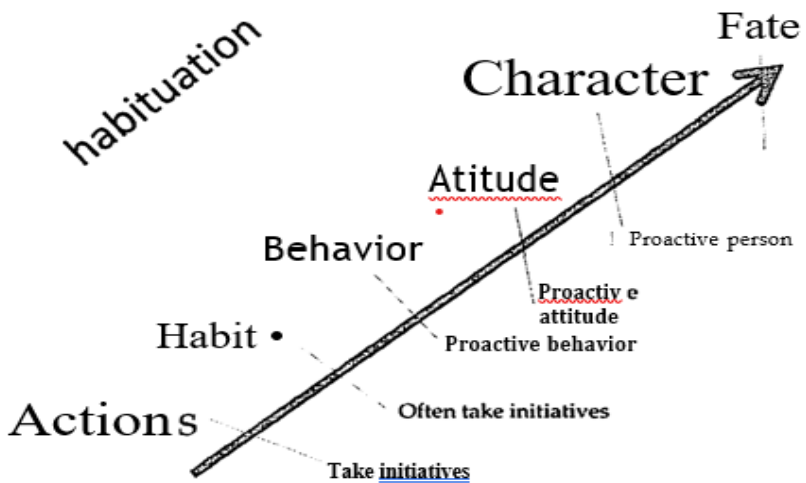 habituation
Fate
Character
Atitude
Proactive person
Behavior
Proactiv e
attitude
Habit •
Proactive behavior
Often take initiatives
Actions
Take initiatives